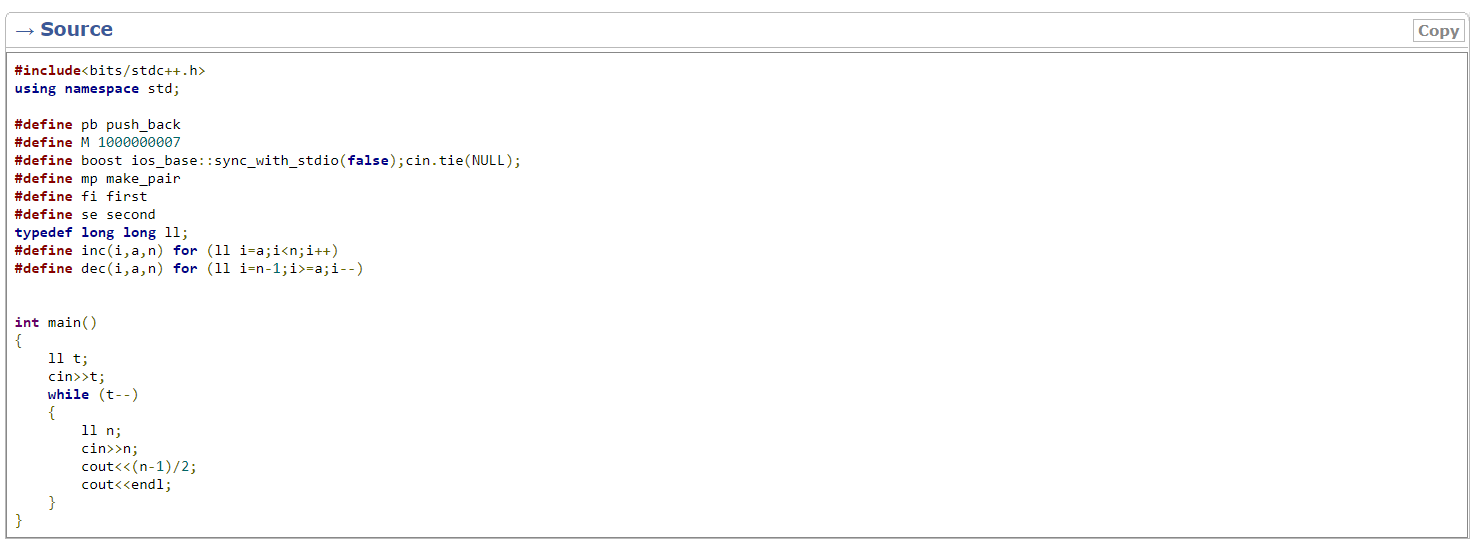 → Source
Copy
#include<bits/stdc++.h>
using namespace std;
#define pb push_back
#define M 1000000007
#define boost ios_base::sync_with_stdio(false);cin.tie(NULL);
#define mp make_pair
#define fi first
#define se second
typedef long long ll;
#define inc(i,a,n) for (ll i=a;i<n;i++)
#define dec(i,a,n) for (ll i=n-1;i>=a;i--)
int main()
{
    ll t;
    cin>>t;
    while (t--)
    {
        ll n;
        cin>>n;
        cout<<(n-1)/2;
        cout<<endl;
    }
}